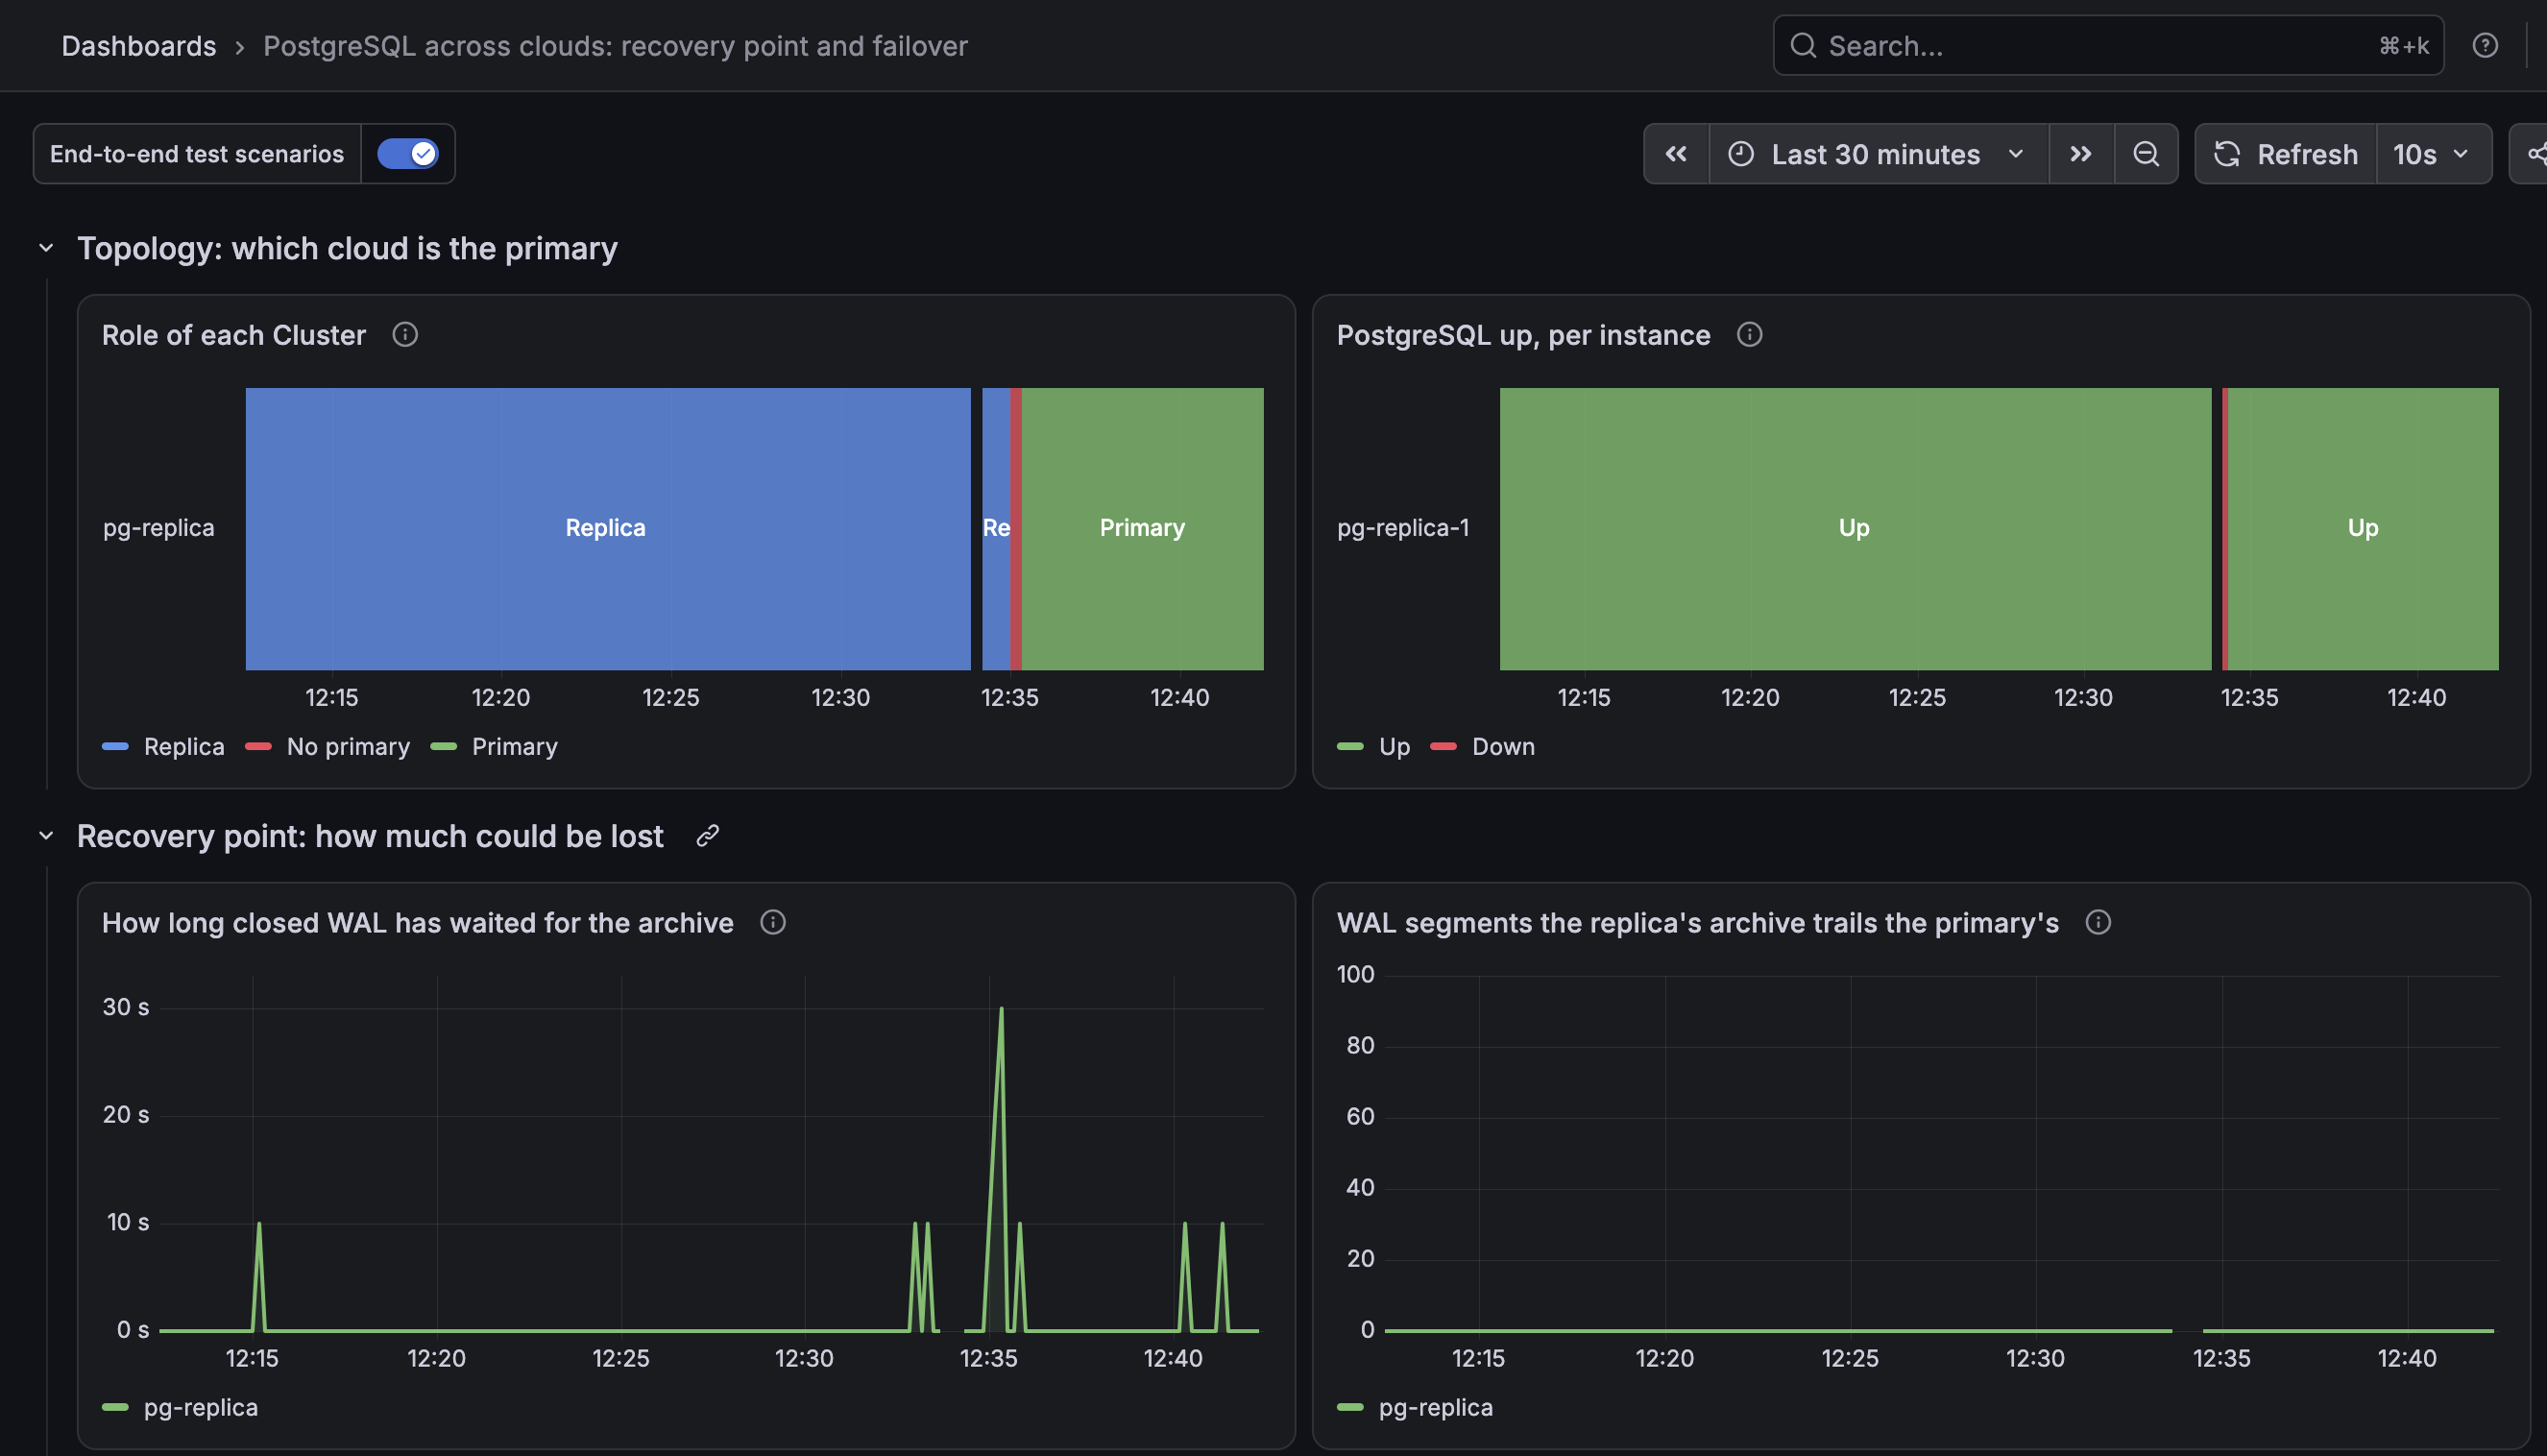 Dashboards › PostgreSQL across clouds: recovery point and failover
Search... ⌘+k
End-to-end test scenarios
Last 30 minutes
Refresh
10s
Topology: which cloud is the primary
Role of each Cluster
pg-replica
Replica
Re
Primary
12:15 12:20 12:25 12:30 12:35 12:40
Replica No primary Primary
PostgreSQL up, per instance
pg-replica-1
Up
Up
12:15 12:20 12:25 12:30 12:35 12:40
Up Down
Recovery point: how much could be lost
How long closed WAL has waited for the archive
30 s
20 s
10 s
0 s
12:15 12:20 12:25 12:30 12:35 12:40
pg-replica
WAL segments the replica's archive trails the primary's
100
80
60
40
20
0
12:15 12:20 12:25 12:30 12:35 12:40
pg-replica